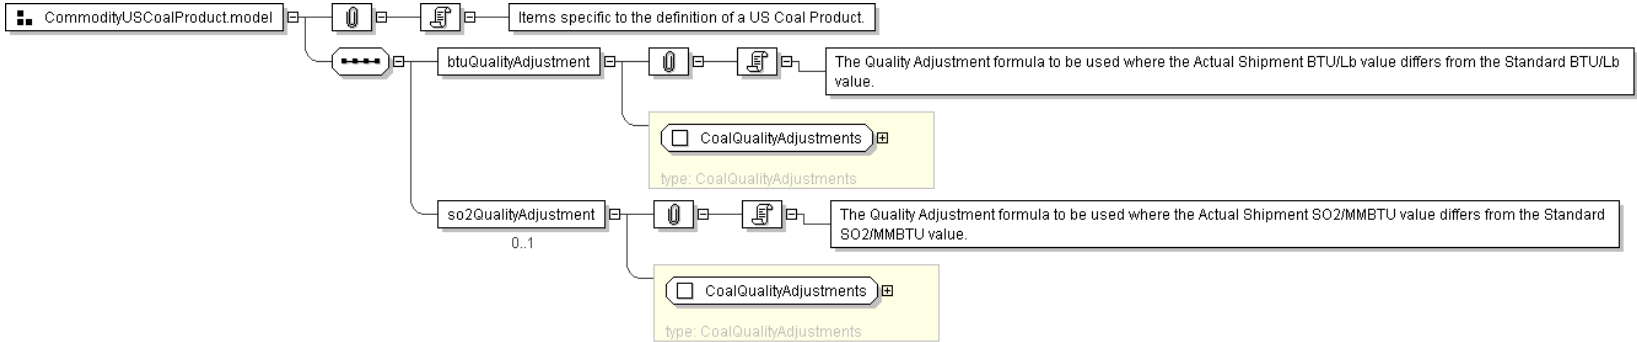 CommodityUSCoalProduct.model
Items specific to the definition of a US Coal Product.
btuQualityAdjustment
The Quality Adjustment formula to be used where the Actual Shipment BTU/Lb value differs from the Standard BTU/Lb
value.
CoalQualityAdjustments
type: CoalQualityAdjustments
so2QualityAdjustment
0..1
The Quality Adjustment formula to be used where the Actual Shipment SO2/MMBTU value differs from the Standard
SO2/MMBTU value.
CoalQualityAdjustments
type: CoalQualityAdjustments